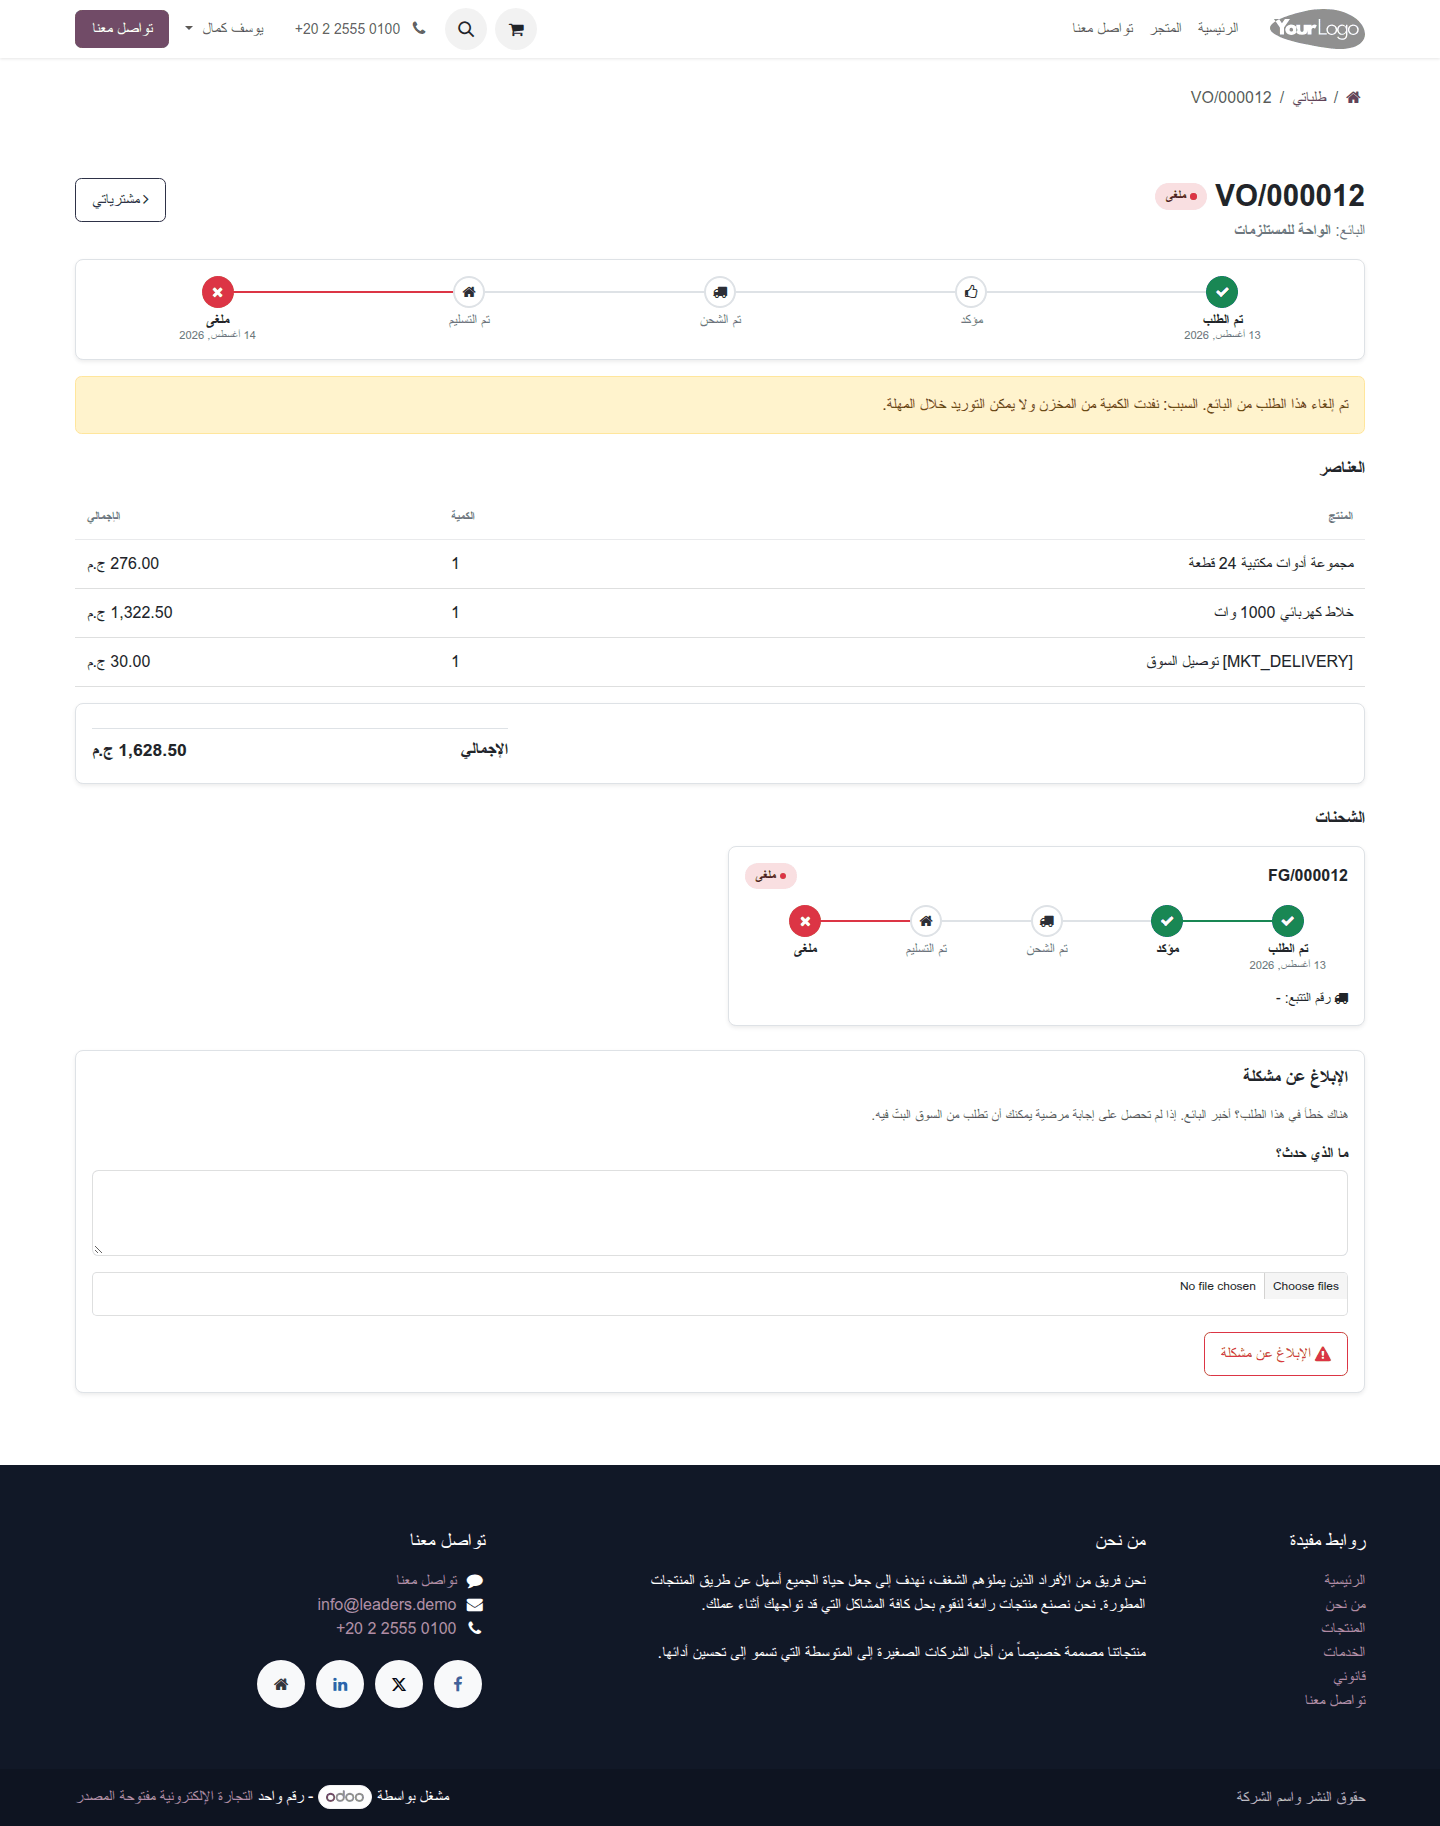 YourLogo
الرئيسية
المتجر
تواصل معنا
+20 2 2555 0100
يوسف كمال
تواصل معنا
/ طلباتي / VO/000012
VO/000012
ملغى
مشترياتي
البائع: الواحة للمستلزمات
تم الطلب
مؤكد
تم الشحن
تم التسليم
ملغى
13 أغسطس, 2026
14 أغسطس, 2026
تم إلغاء هذا الطلب من البائع. السبب: نفدت الكمية من المخزن ولا يمكن التوريد خلال المهلة.
العناصر
المنتج الكمية الإجمالي
مجموعة أدوات مكتبية 24 قطعة 1 276.00 ج.م
خلاط كهربائي 1000 وات 1 1,322.50 ج.م
[MKT_DELIVERY] توصيل السوق 1 30.00 ج.م
الإجمالي 1,628.50 ج.م
الشحنات
FG/000012
ملغى
تم الطلب
مؤكد
تم الشحن
تم التسليم
ملغى
13 أغسطس, 2026
رقم التتبع: -
الإبلاغ عن مشكلة
هناك خطأ في هذا الطلب؟ أخبر البائع. إذا لم تحصل على إجابة مرضية يمكنك أن تطلب من السوق البتّ فيه.
ما الذي حدث؟
Choose files No file chosen
الإبلاغ عن مشكلة
روابط مفيدة
الرئيسية
من نحن
المنتجات
الخدمات
قانوني
تواصل معنا
من نحن
نحن فريق من الأفراد الذين يملؤهم الشغف، نهدف إلى جعل حياة الجميع أسهل عن طريق المنتجات
المطورة. نحن نصنع منتجات رائعة لنقوم بحل كافة المشاكل التي قد تواجهك أثناء عملك.
منتجاتنا مصممة خصيصاً من أجل الشركات الصغيرة إلى المتوسطة التي تسمو إلى تحسين أدائها.
تواصل معنا
تواصل معنا
info@leaders.demo
+20 2 2555 0100
حقوق النشر واسم الشركة
مشغل بواسطة odoo - رقم واحد التجارة الإلكترونية مفتوحة المصدر